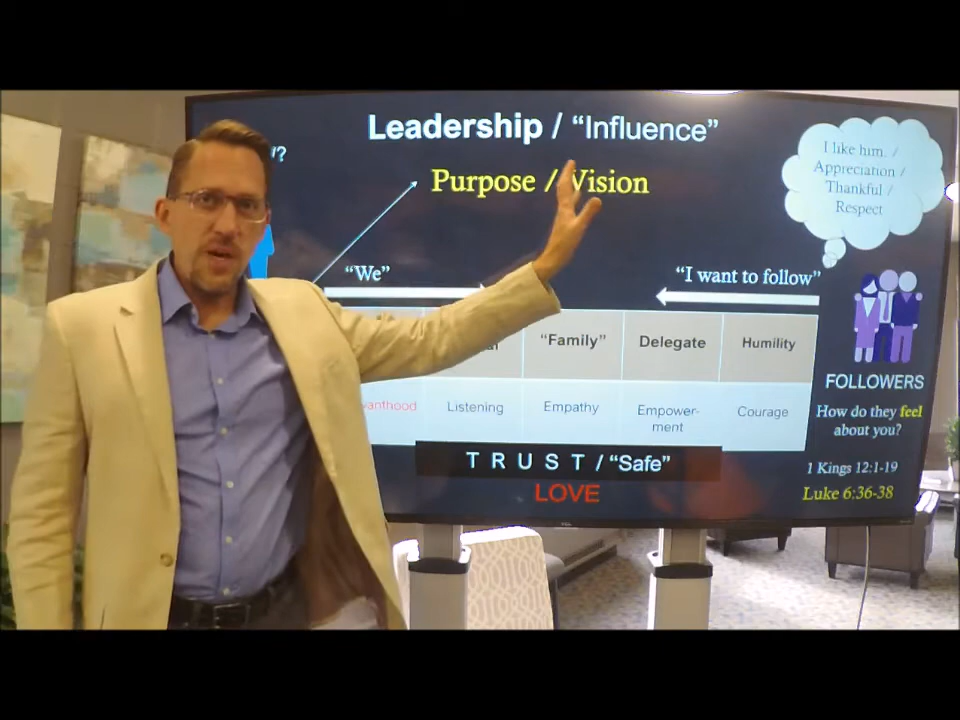 Leadership / “Influence”
Purpose / Vision
I like him. /
Appreciation /
Thankful /
Respect
“We”
“I want to follow”
“Family”
Delegate
Humility
Listening
Empathy
Empower-
ment
Courage
FOLLOWERS
How do they feel
about you?
T R U S T / “Safe”
LOVE
1 Kings 12:1-19
Luke 6:36-38